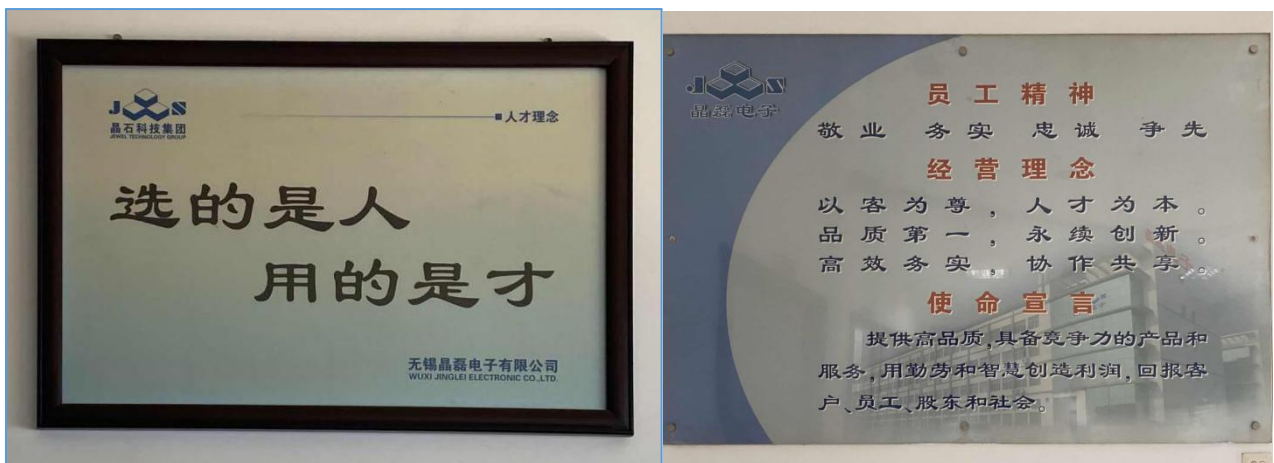 JS
晶石科技集团
JEWEL TECHNOLOGY GROUP
人才理念
选的是人
用的是才
无锡晶磊电子有限公司
WUXI JINGLEI ELECTRONIC CO.,LTD.
JS
晶磊电子
员工精神
敬业 务实 忠诚 争先
经营理念
以客为尊,人才为本。
品质第一,永续创新。
高效务实,协作共享。
使命宣言
提供高品质,具备竞争力的产品和
服务,用勤劳和智慧创造利润,回报客
户、员工、股东和社会。